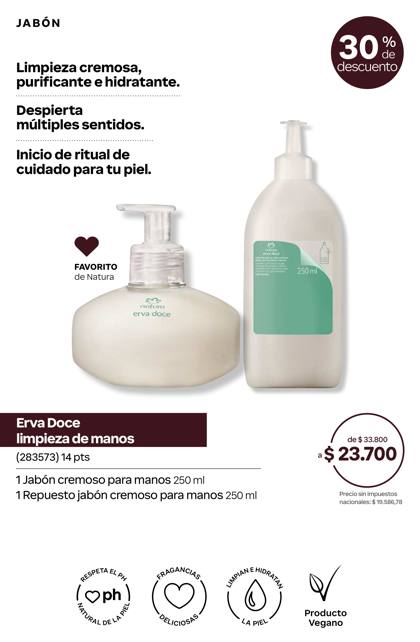 JABÓN
30%
de
descuento
Limpieza cremosa,
purificante e hidratante.
Despierta
múltiples sentidos.
Inicio de ritual de
cuidado para tu piel.
FAVORITO
de Natura
natura
erva doce
natura
erva doce
250 ml
Erva Doce
limpieza de manos
(283573) 14 pts
1 Jabón cremoso para manos 250 ml
1 Repuesto jabón cremoso para manos 250 ml
de $ 33.800
a $ 23.700
Precio sin impuestos
nacionales: $ 19.586,78
RESPETA EL PH
ph
NATURAL DE LA PIEL
FRAGANCIAS
DELICIOSAS
LIMPIAN E HIDRATAN
LA PIEL
Producto
Vegano